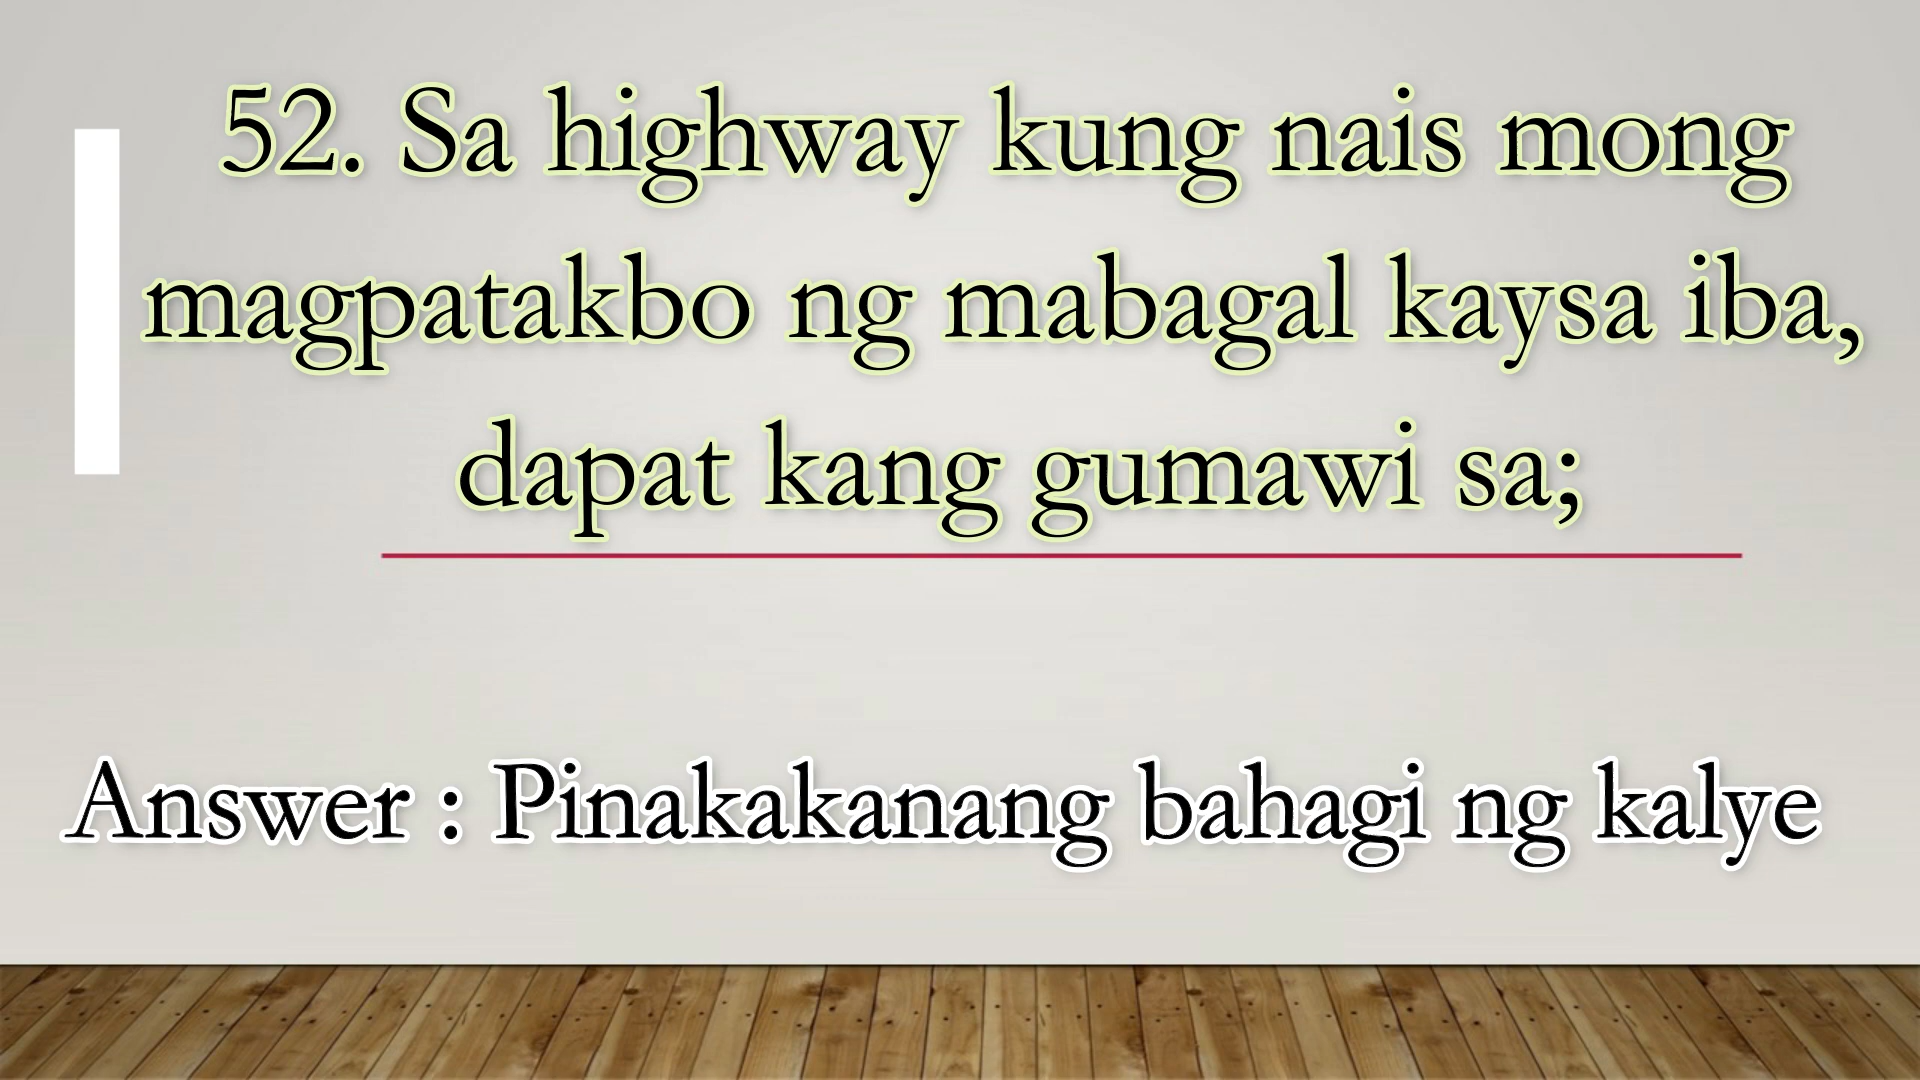 52. Sa highway kung nais mong
magpatakbo ng mabagal kaysa iba,
dapat kang gumawi sa;
Answer : Pinakakanang bahagi ng kalye